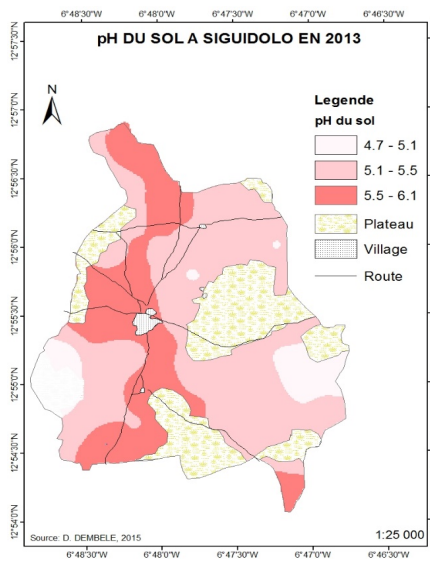 6°48'30"W 6°48'0"W 6°47'30"W 6°47'0"W 6°46'30"W
pH DU SOL A SIGUIDOLO EN 2013
N
Legende
pH du sol
4.7 - 5.1
5.1 - 5.5
5.5 - 6.1
Plateau
Village
Route
12°57'30"N
12°57'0"N
12°56'30"N
12°56'0"N
12°55'30"N
12°55'0"N
12°54'30"N
12°54'0"N
Source: D. DEMBELE, 2015
1:25 000
6°48'30"W 6°48'0"W 6°47'30"W 6°47'0"W 6°46'30"W